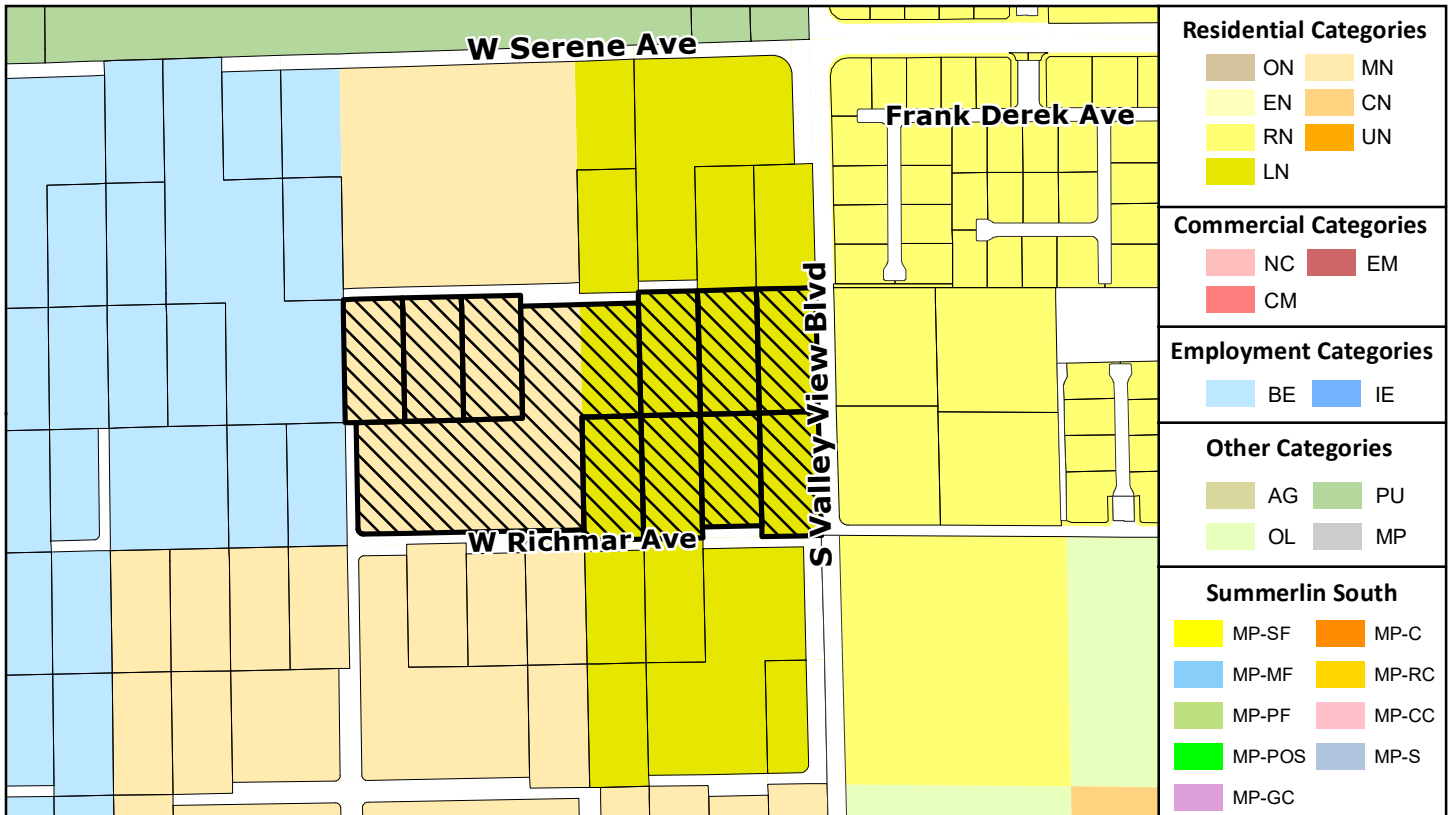 W Serene Ave
Frank Derek Ave
S Valley View Blvd
W Richmar Ave
Residential Categories
ON MN
EN CN
RN UN
LN
Commercial Categories
NC EM
CM
Employment Categories
BE IE
Other Categories
AG PU
OL MP
Summerlin South
MP-SF MP-C
MP-MF MP-RC
MP-PF MP-CC
MP-POS MP-S
MP-GC